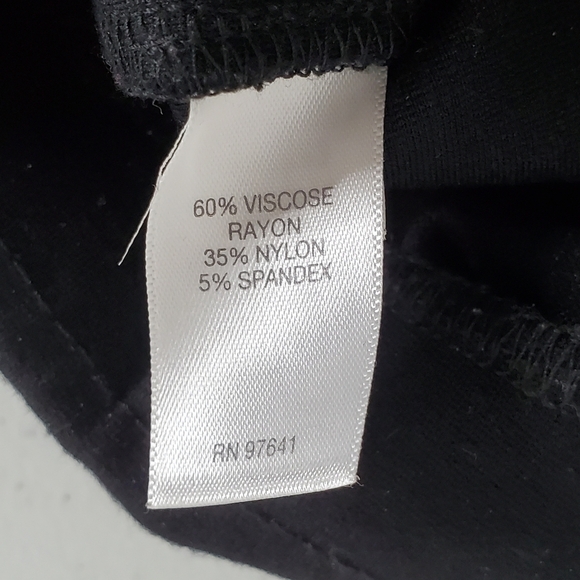 60% VISCOSE
RAYON
35% NYLON
5% SPANDEX
RN 97641